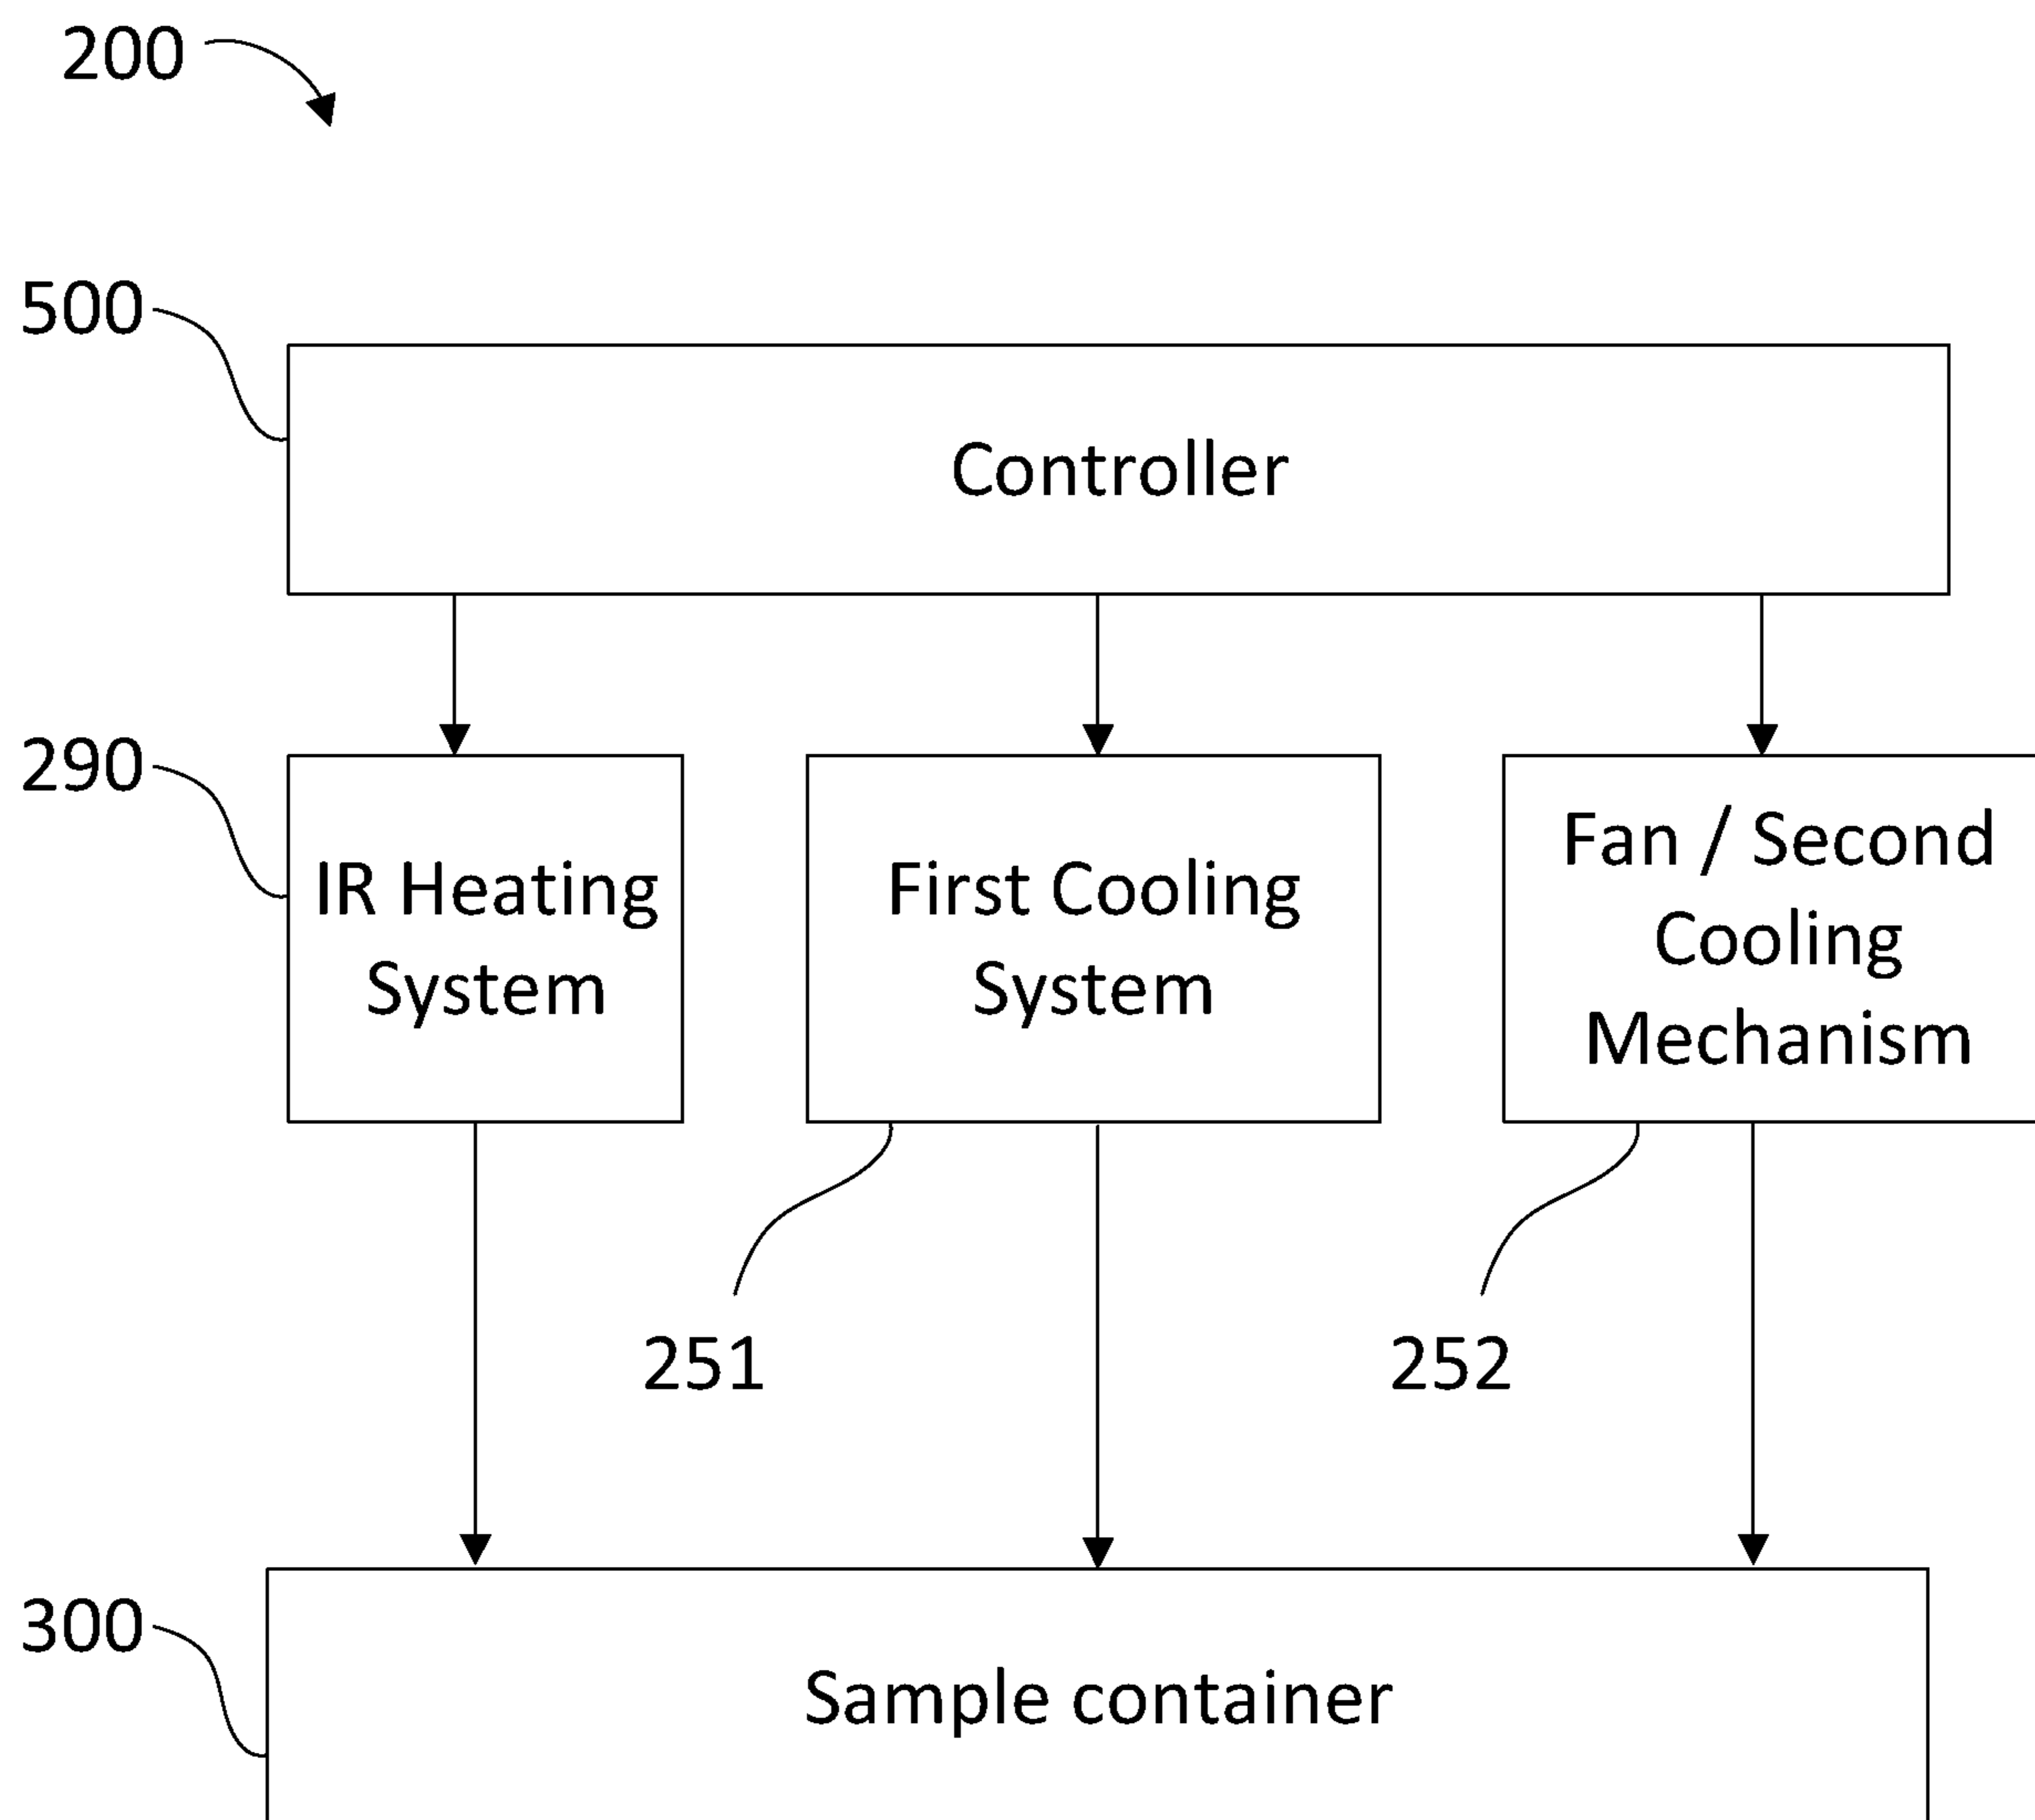 200
500
Controller
290
IR Heating
System
First Cooling
System
Fan / Second
Cooling
Mechanism
251
252
300
Sample container